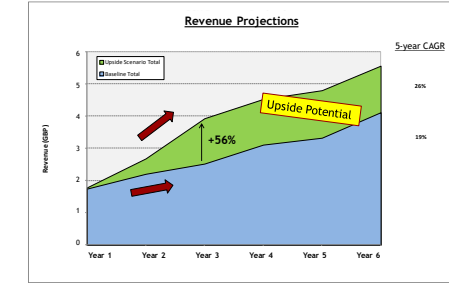 Revenue Projections
5-year CAGR
Upside Scenario Total
Baseline Total
6
5
4
3
2
1
0
Revenue (GBP)
Upside Potential
+56%
26%
19%
Year 1
Year 2
Year 3
Year 4
Year 5
Year 6